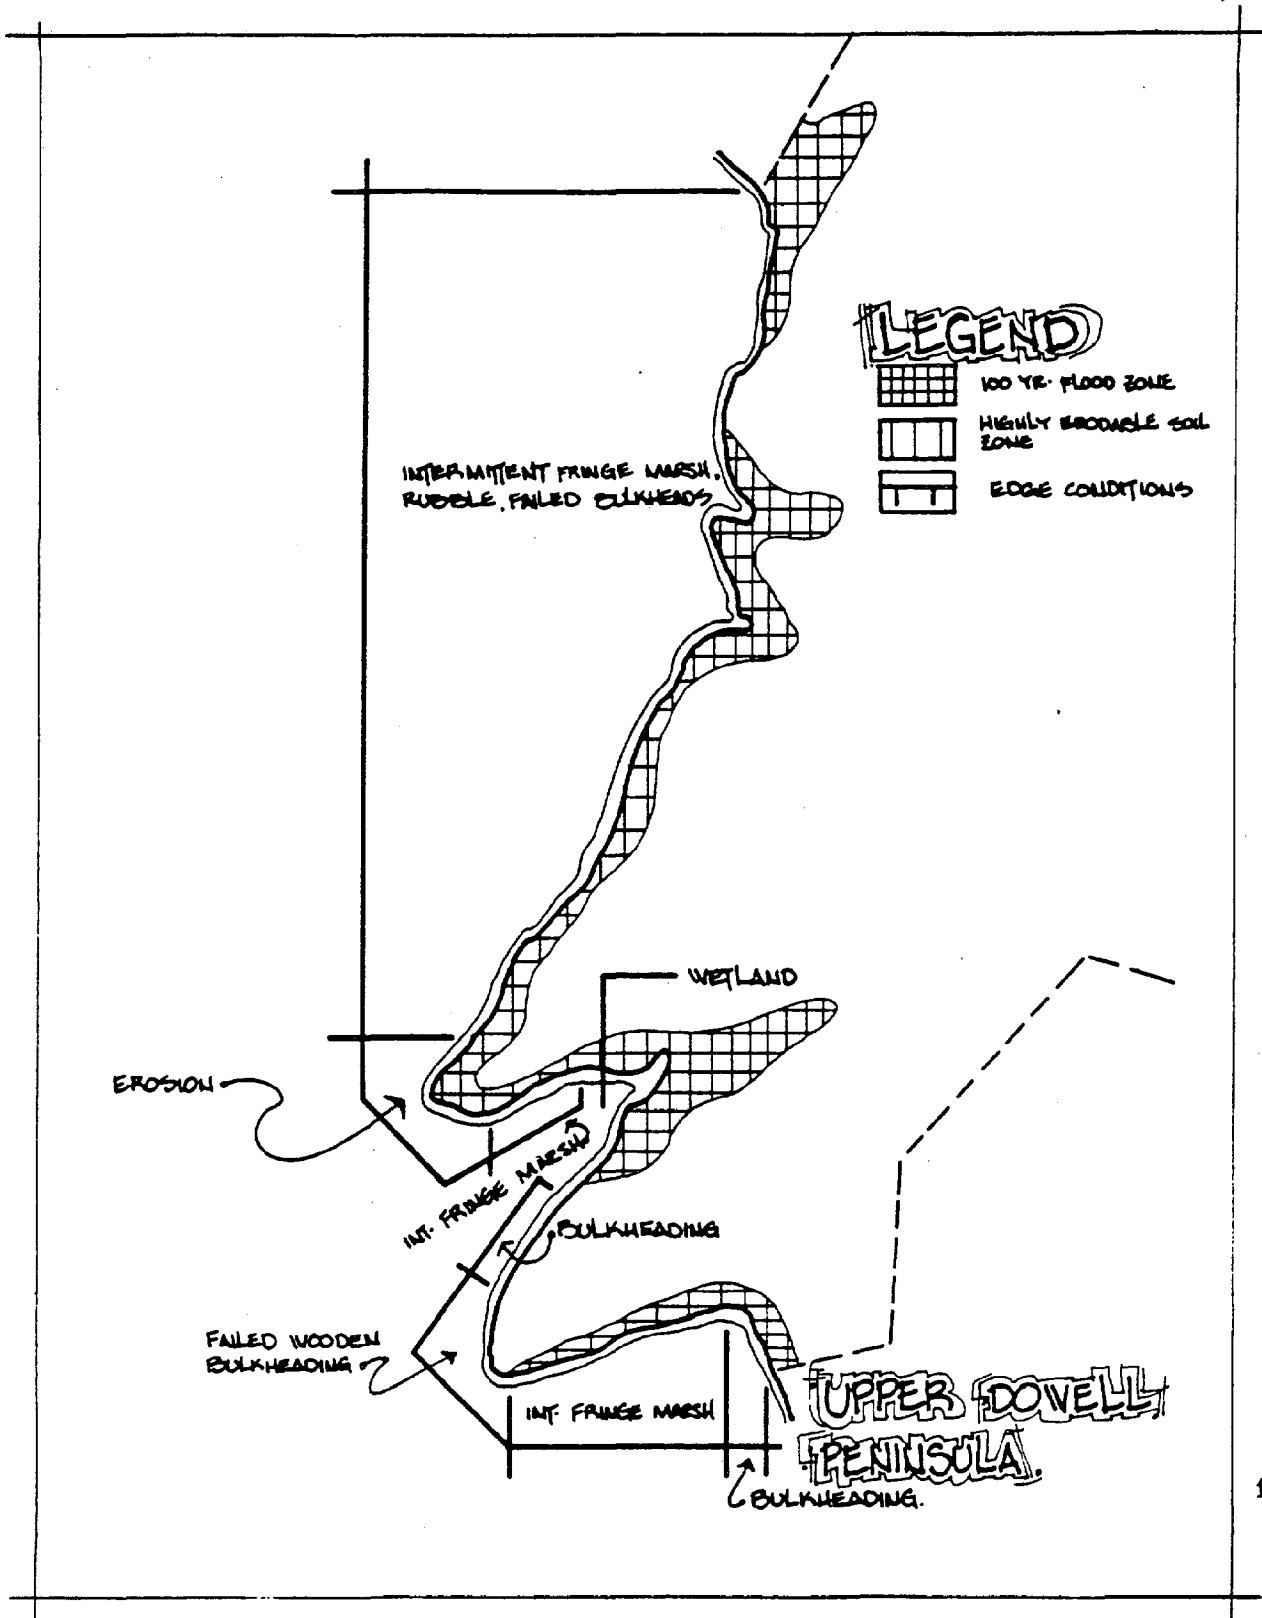 LEGEND
100 YR. FLOOD ZONE
HIGHLY ERODABLE SOIL
ZONE
EDGE CONDITIONS
INTERMITTENT FRINGE MARSH,
RUBBLE, FAILED BULKHEADS
WETLAND
EROSION
INT. FRINGE MARSH
BULKHEADING
FAILED WOODEN
BULKHEADING
INT. FRINGE MARSH
UPPER DOWELL
PENINSULA.
BULKHEADING.